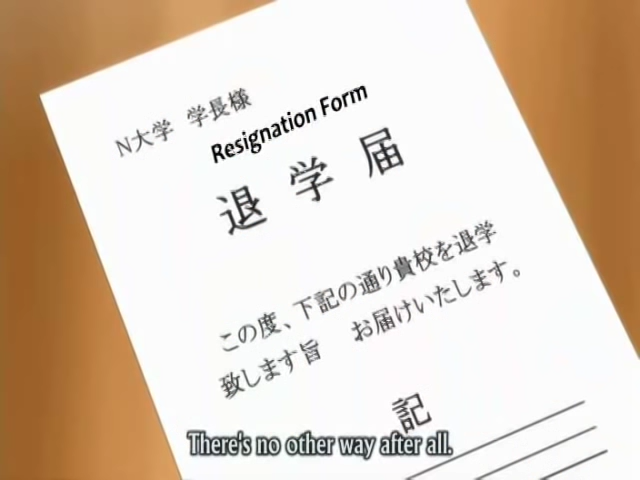 N大学 学長様
Resignation Form
退学届
この度、下記の通り貴校を退学
致します旨 お届けいたします。
記
There's no other way after all.